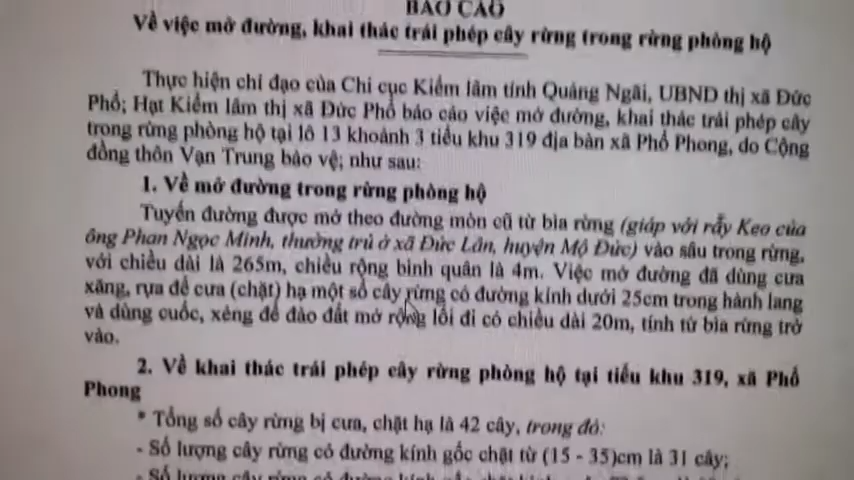 BÁO CÁO
Về việc mở đường, khai thác trái phép cây rừng trong rừng phòng hộ
Thực hiện chỉ đạo của Chi cục Kiểm lâm tỉnh Quảng Ngãi, UBND thị xã Đức
Phổ; Hạt Kiểm lâm thị xã Đức Phổ báo cáo việc mở đường, khai thác trái phép cây
trong rừng phòng hộ tại lô 13 khoảnh 3 tiểu khu 319 địa bàn xã Phổ Phong, do Cộng
đồng thôn Vạn Trung bảo vệ; như sau:
1. Về mở đường trong rừng phòng hộ
Tuyến đường được mở theo đường mòn cũ từ bìa rừng (giáp với rẫy Keo của
ông Phan Ngọc Minh, thường trú ở xã Đức Lân, huyện Mộ Đức) vào sâu trong rừng,
với chiều dài là 265m, chiều rộng bình quân là 4m. Việc mở đường đã dùng cưa
xăng, rựa để cưa (chặt) hạ một số cây rừng có đường kính dưới 25cm trong hành lang
và dùng cuốc, xẻng để đào đất mở rộng lối đi có chiều dài 20m, tính từ bìa rừng trở
vào.
2. Về khai thác trái phép cây rừng phòng hộ tại tiểu khu 319, xã Phổ
Phong
* Tổng số cây rừng bị cưa, chặt hạ là 42 cây, trong đó:
- Số lượng cây rừng có đường kính gốc chặt từ (15 - 35)cm là 31 cây;
- Số lượng cây rừng có đường kính gốc chặt